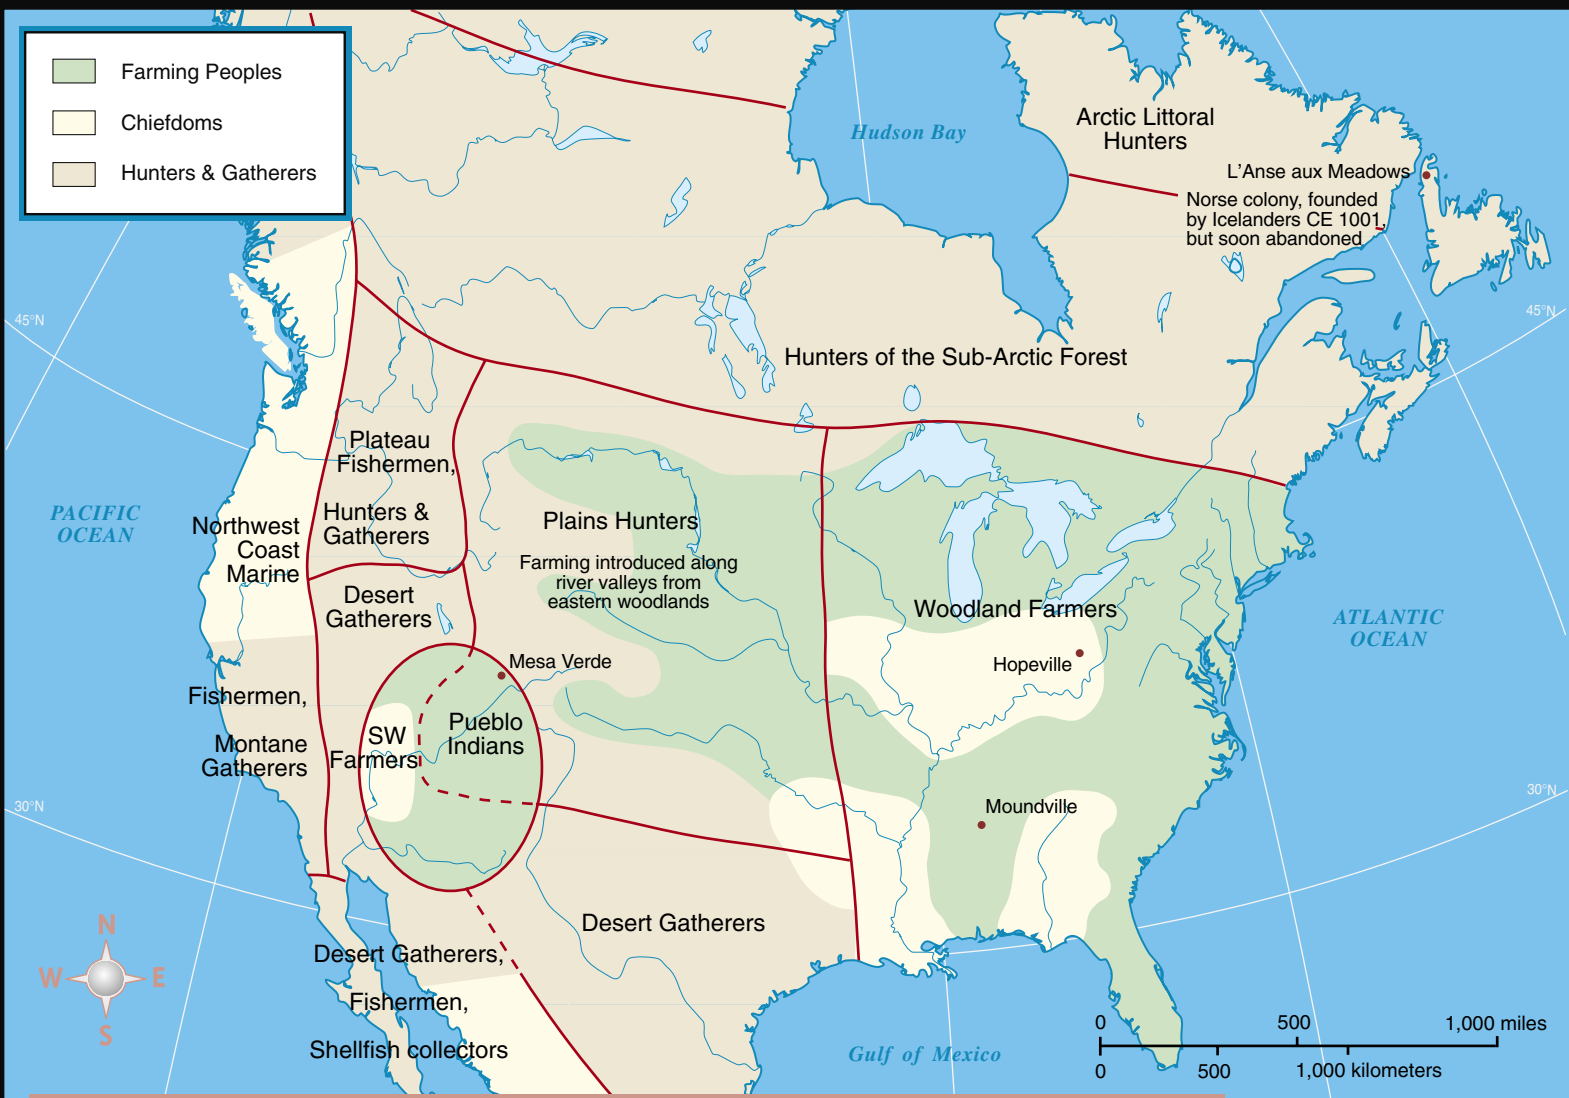 Farming Peoples
Chiefdoms
Hunters & Gatherers
Hudson Bay
Arctic Littoral
Hunters
L'Anse aux Meadows
Norse colony, founded
by Icelanders CE 1001,
but soon abandoned
45°N
45°N
Hunters of the Sub-Arctic Forest
Plateau
Fishermen,
Hunters &
Gatherers
PACIFIC
OCEAN
Northwest
Coast
Marine
Plains Hunters
Farming introduced along
river valleys from
eastern woodlands
Desert
Gatherers
Woodland Farmers
ATLANTIC
OCEAN
Mesa Verde
Hopeville
Fishermen,
Montane
Gatherers
SW
Farmers
Pueblo
Indians
30°N
30°N
Moundville
Desert Gatherers
Desert Gatherers,
Fishermen,
Shellfish collectors
N
W
E
S
Gulf of Mexico
0
500
1,000 miles
0
500
1,000 kilometers